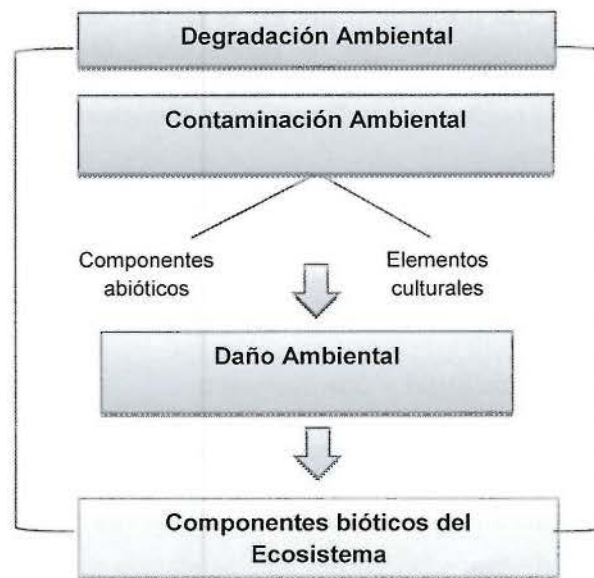 Degradación Ambiental
Contaminación Ambiental
Componentes
abióticos
Elementos
culturales
Daño Ambiental
Componentes bióticos del
Ecosistema